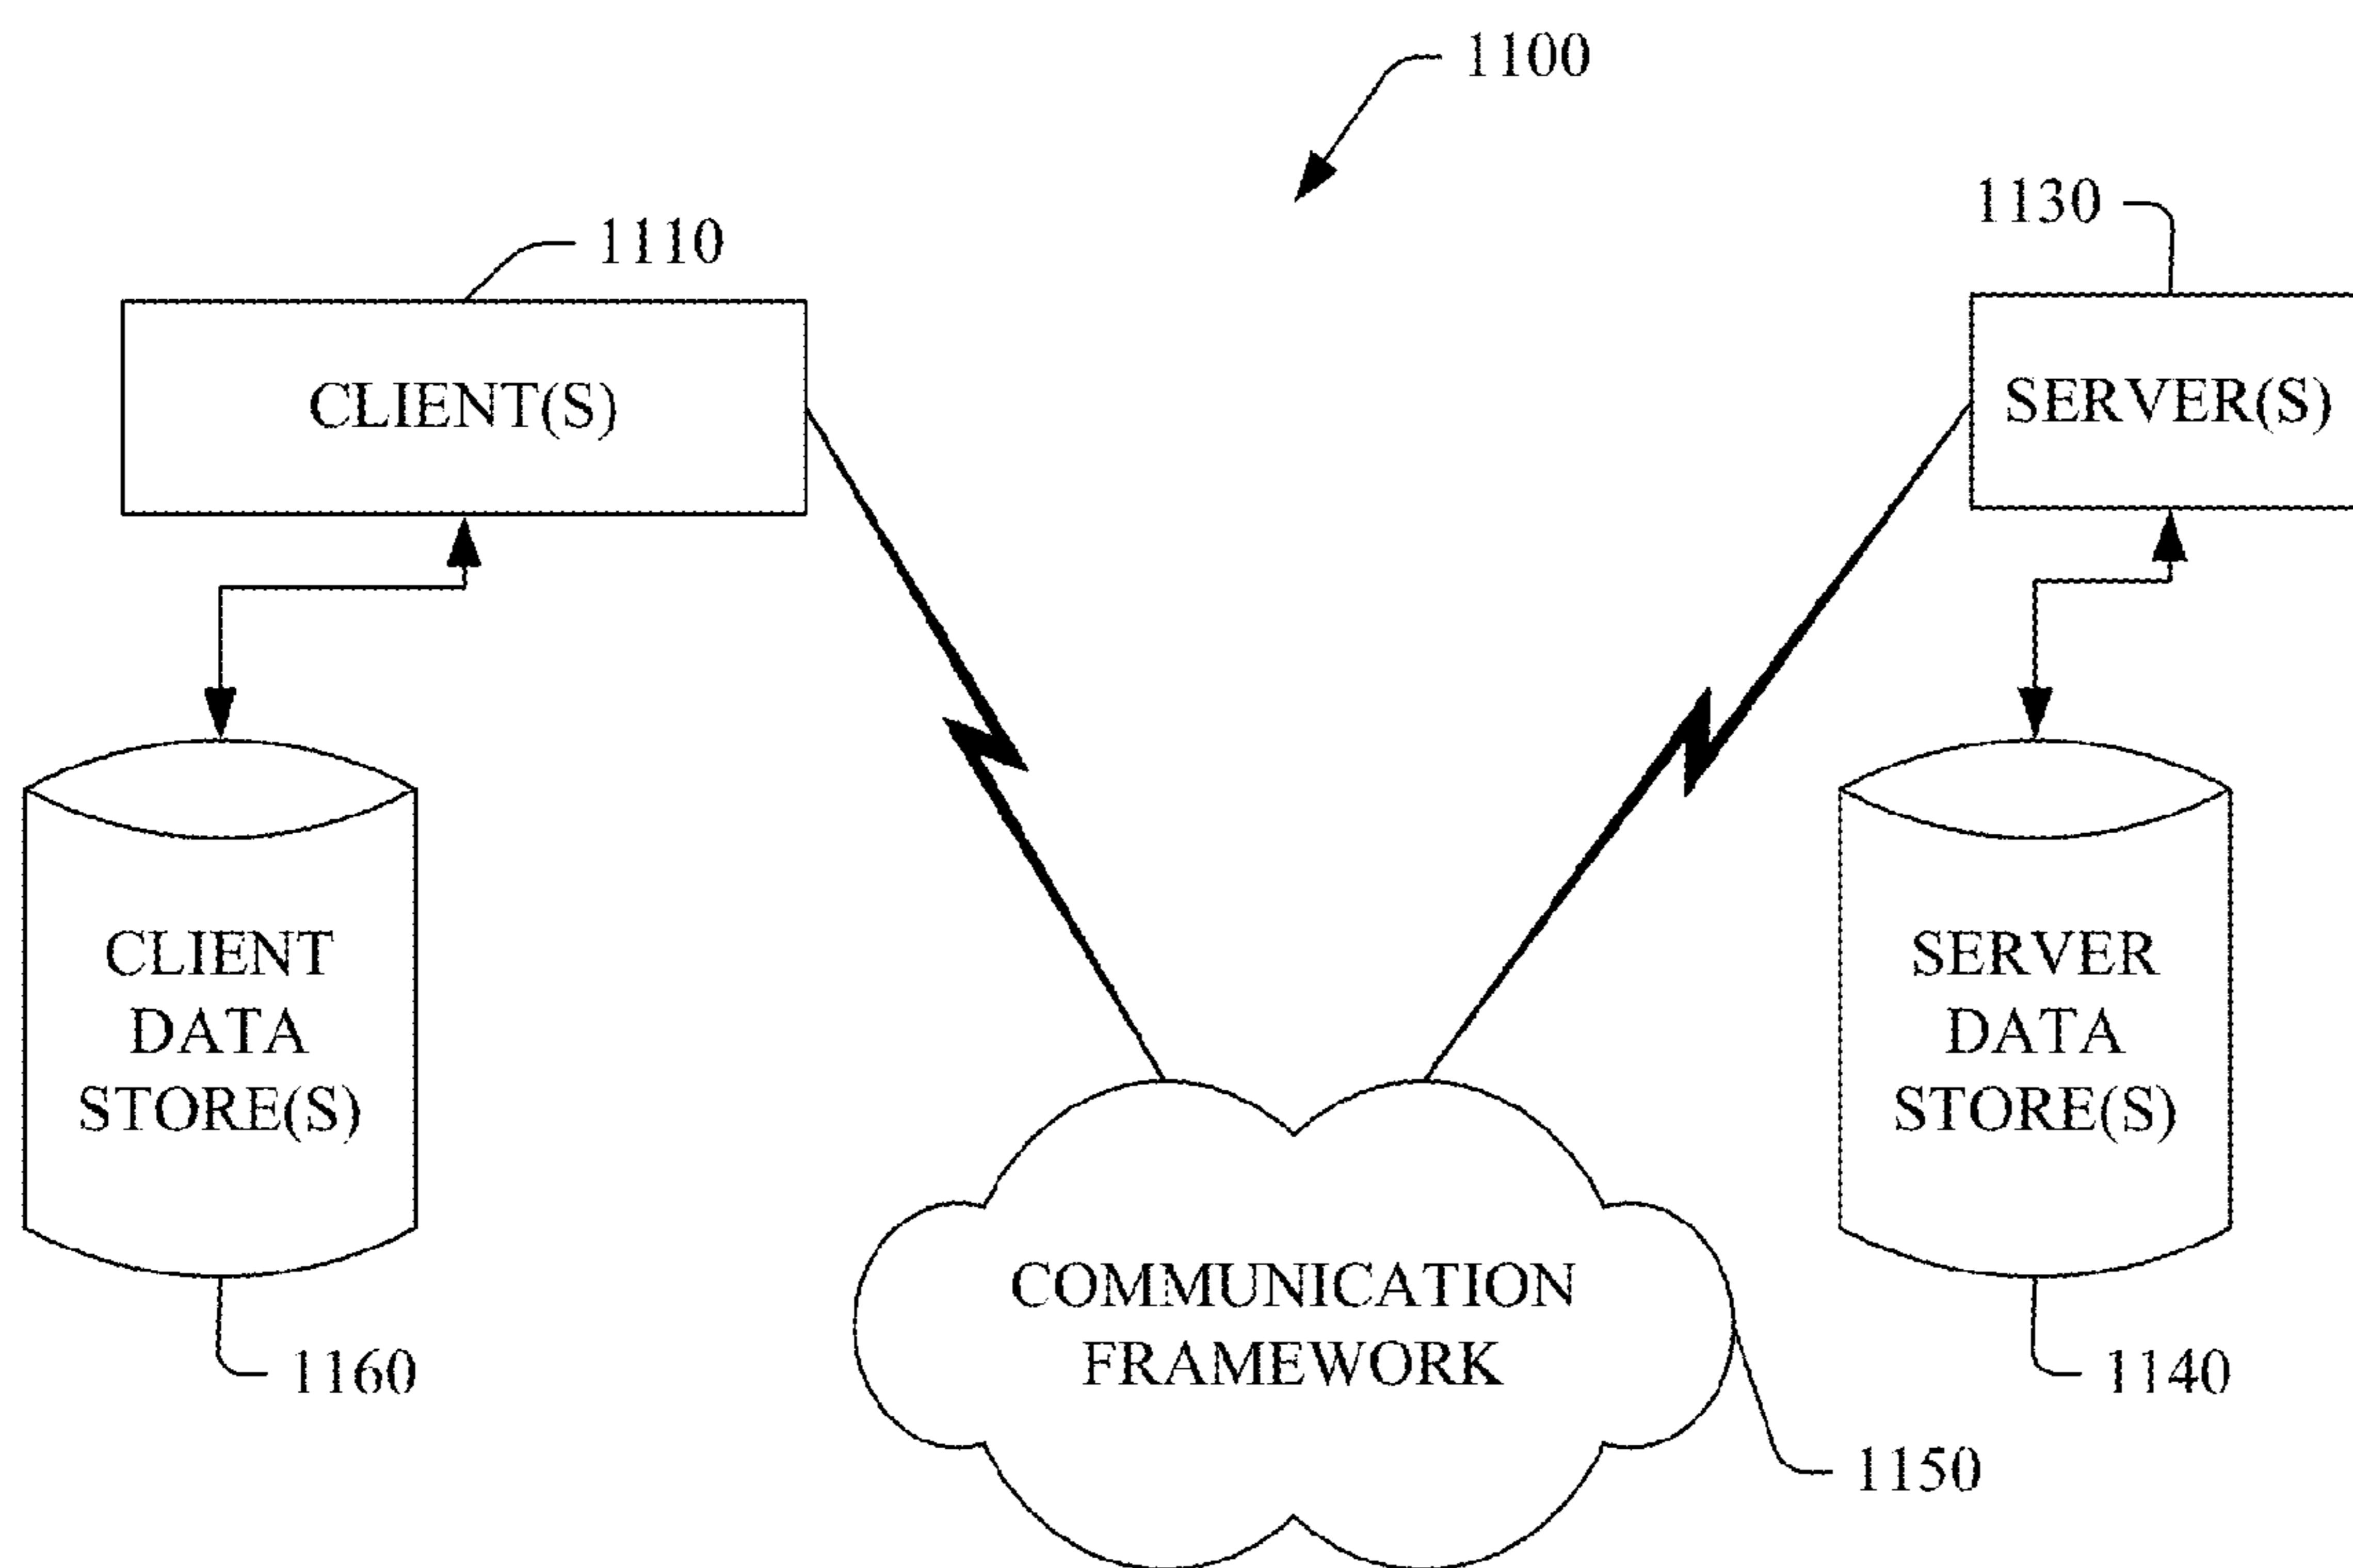 1100
1110
1130
CLIENT(S)
SERVER(S)
CLIENT
DATA
STORE(S)
SERVER
DATA
STORE(S)
COMMUNICATION
FRAMEWORK
1160
1140
1150